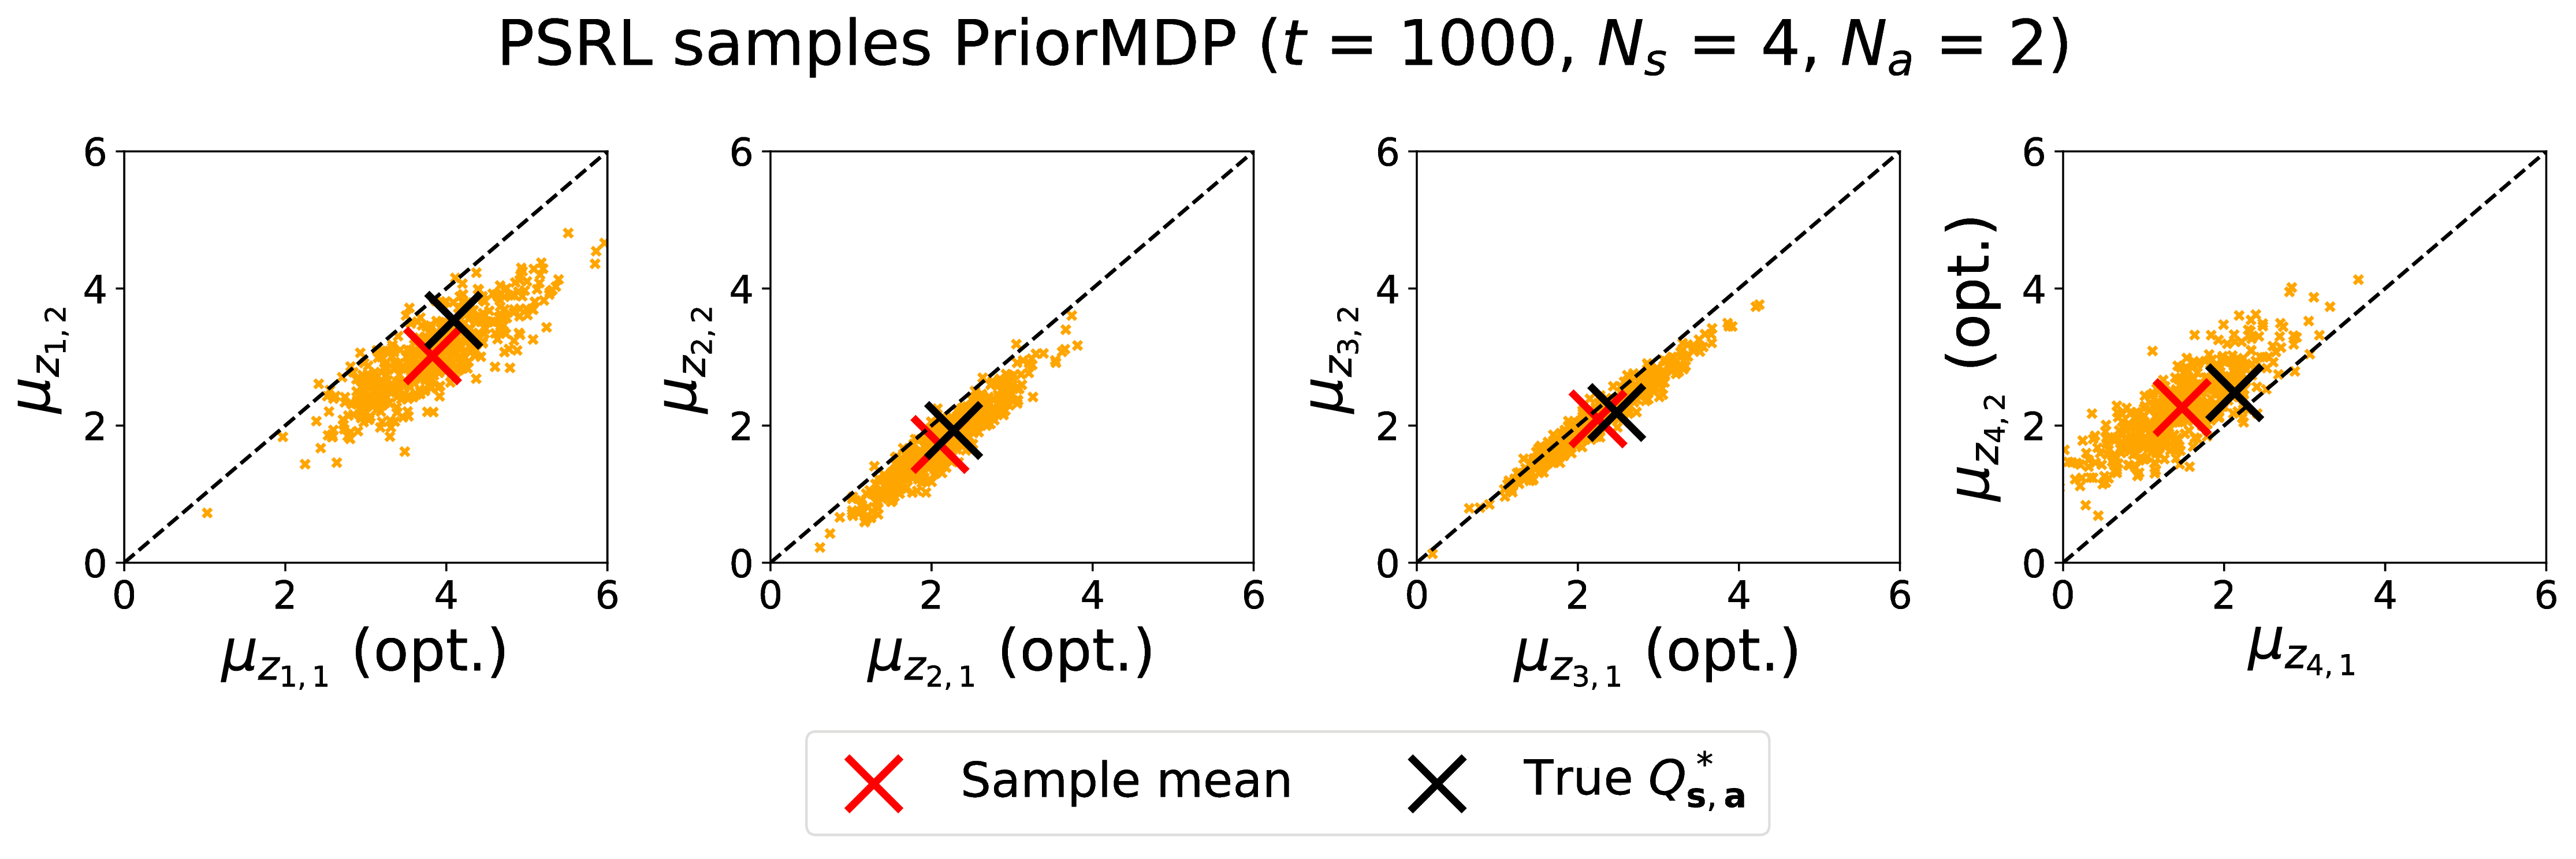 PSRL samples PriorMDP (t = 1000, Nₛ = 4, Nₐ = 2)
6
4
2
0
0 2 4 6
μ_{z_{1,2}}
μ_{z_{1,1}} (opt.)
6
4
2
0
0 2 4 6
μ_{z_{2,2}}
μ_{z_{2,1}} (opt.)
6
4
2
0
0 2 4 6
μ_{z_{3,2}}
μ_{z_{3,1}} (opt.)
6
4
2
0
0 2 4 6
μ_{z_{4,2}} (opt.)
μ_{z_{4,1}}
Sample mean
True Q*_{s,a}